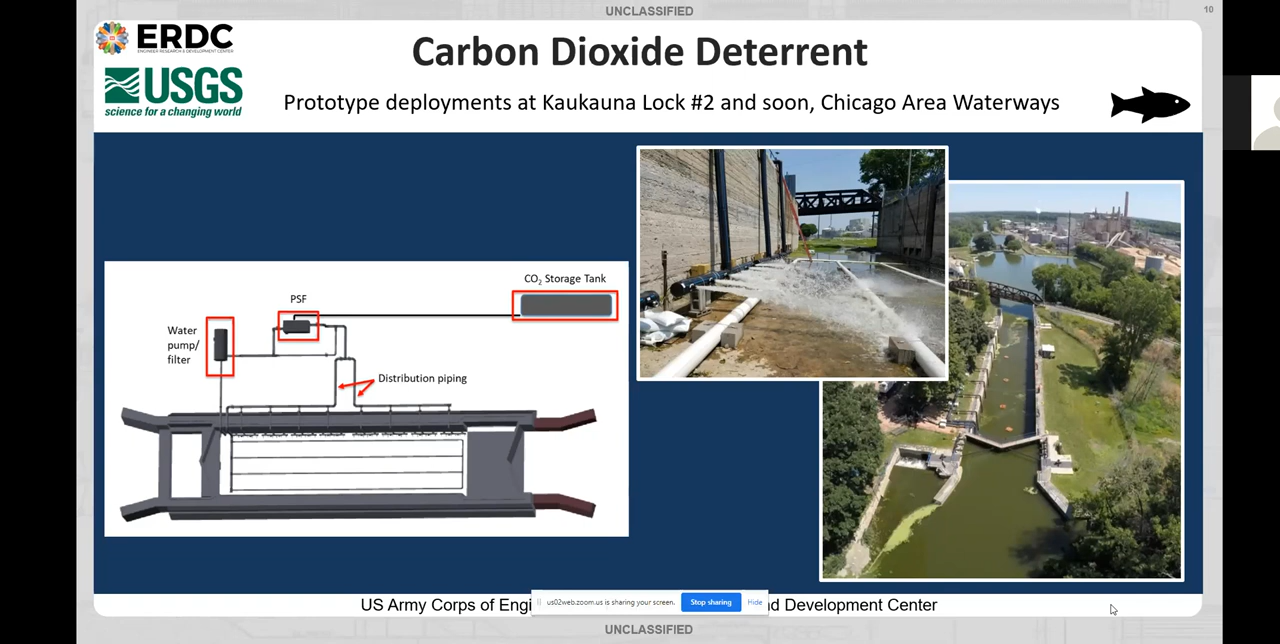 UNCLASSIFIED
10
ERDC
ENGINEER RESEARCH & DEVELOPMENT CENTER
USGS
science for a changing world
Carbon Dioxide Deterrent
Prototype deployments at Kaukauna Lock #2 and soon, Chicago Area Waterways
CO2 Storage Tank
PSF
Water
pump/
filter
Distribution piping
US Army Corps of Engi
us02web.zoom.us is sharing your screen.
Stop sharing
Hide
d Development Center
UNCLASSIFIED